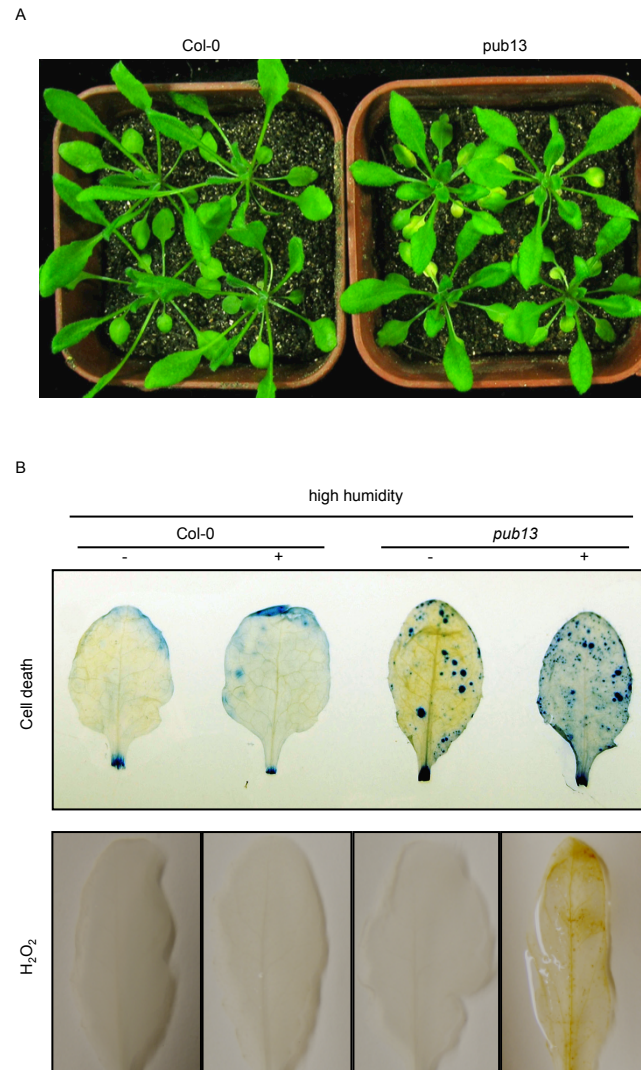 A
Col-0 pub13
B
high humidity
Col-0 pub13
- + - +
Cell death
H₂O₂